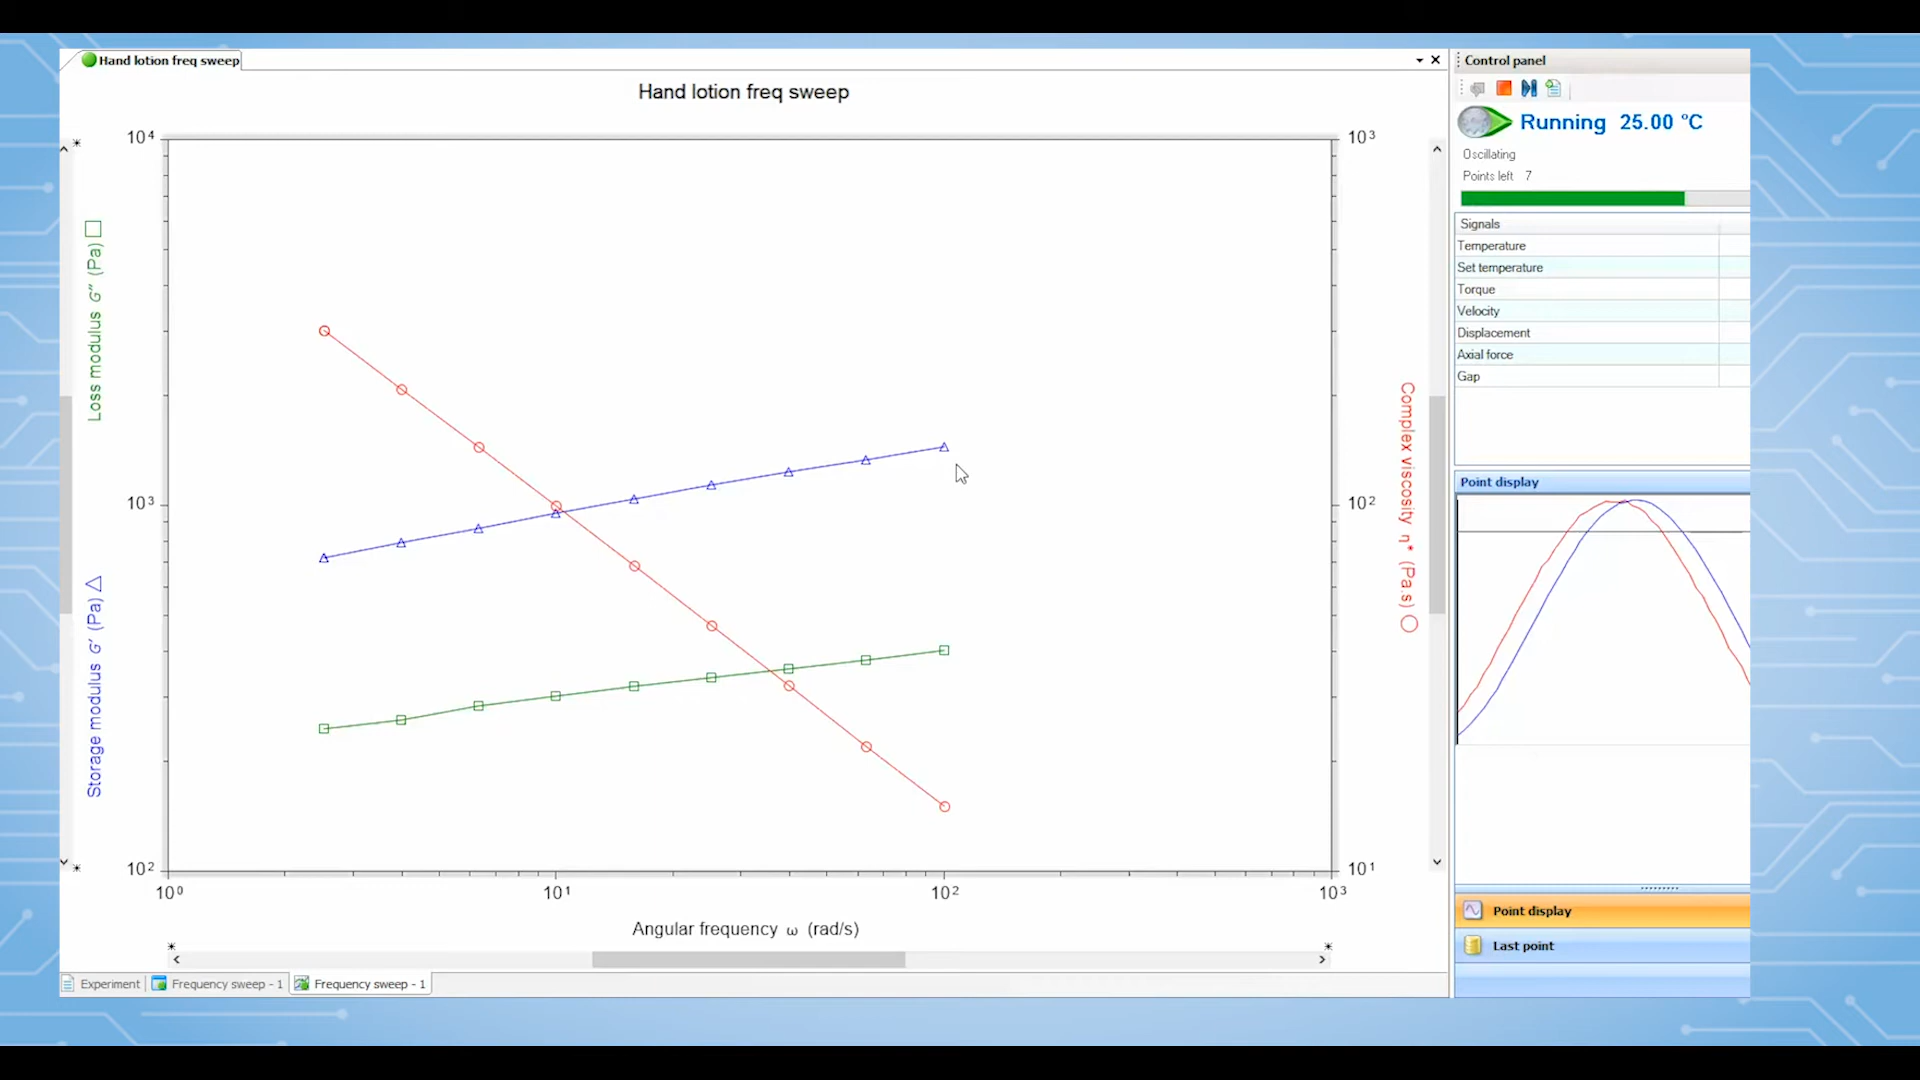 Hand lotion freq sweep
Hand lotion freq sweep
10⁴
10³
10²
Loss modulus G″ (Pa)
Storage modulus G′ (Pa)
10³
10²
10¹
Complex viscosity η* (Pa.s)
10⁰
10¹
10²
10³
Angular frequency ω (rad/s)
Experiment
Frequency sweep - 1
Frequency sweep - 1
Control panel
Running 25.00 °C
Oscillating
Points left 7
Signals
Temperature
Set temperature
Torque
Velocity
Displacement
Axial force
Gap
Point display
Point display
Last point